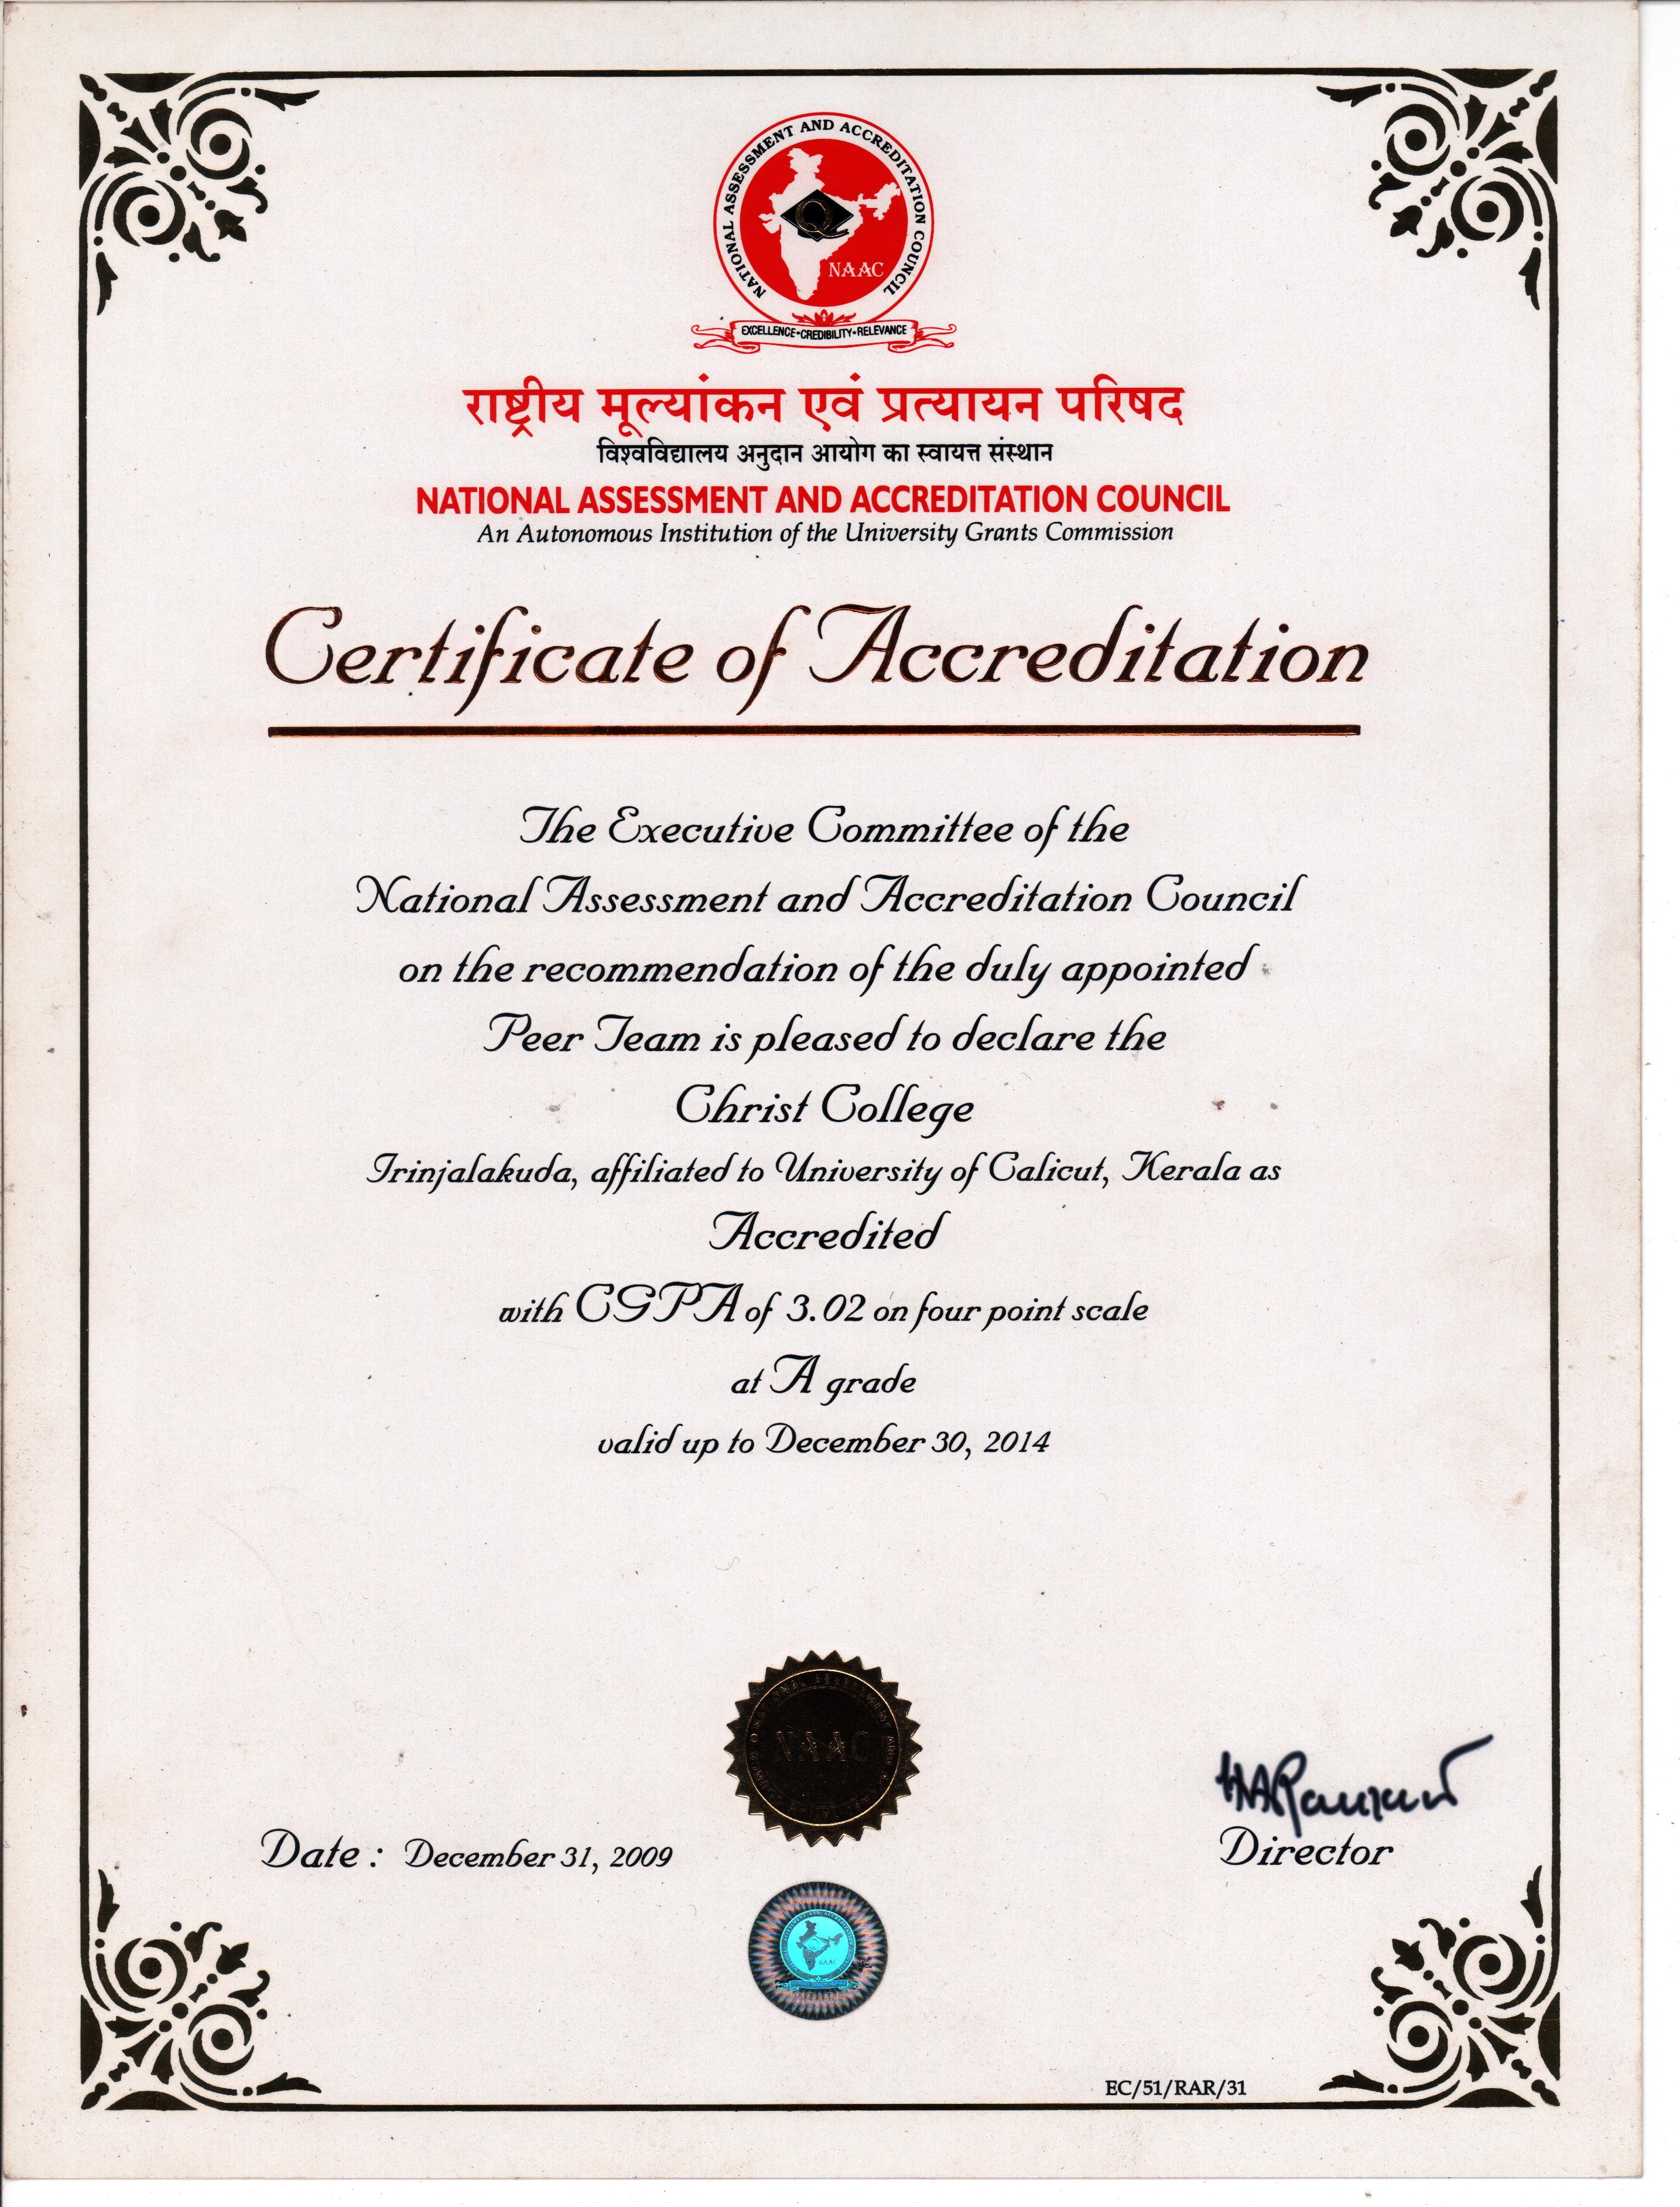 NATIONAL ASSESSMENT AND ACCREDITATION COUNCIL
NAAC
EXCELLENCE•CREDIBILITY•RELEVANCE
राष्ट्रीय मूल्यांकन एवं प्रत्यायन परिषद
विश्वविद्यालय अनुदान आयोग का स्वायत्त संस्थान
NATIONAL ASSESSMENT AND ACCREDITATION COUNCIL
An Autonomous Institution of the University Grants Commission
Certificate of Accreditation
The Executive Committee of the
National Assessment and Accreditation Council
on the recommendation of the duly appointed
Peer Team is pleased to declare the
Christ College
Irinjalakuda, affiliated to University of Calicut, Kerala as
Accredited
with CGPA of 3.02 on four point scale
at A grade
valid up to December 30, 2014
NAAC
Date : December 31, 2009
Director
NAAC
EC/51/RAR/31